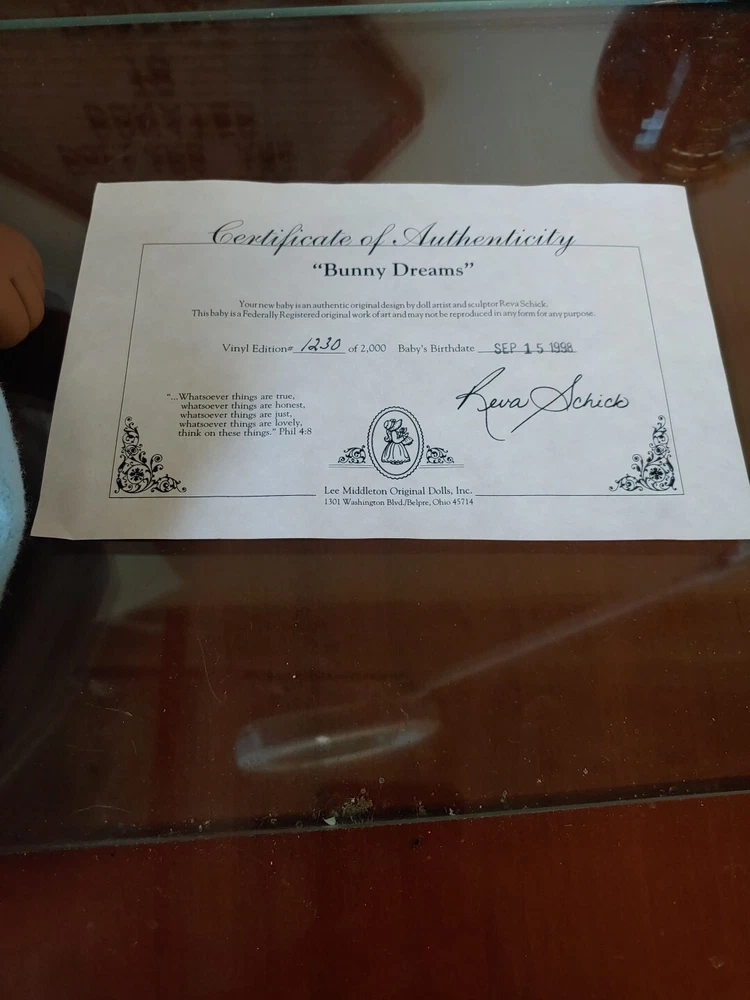 Certificate of Authenticity
“Bunny Dreams”
Your new baby is an authentic original design by doll artist and sculptor Reva Schick.
This baby is a Federally Registered original work of art and may not be reproduced in any form for any purpose.
Vinyl Edition# 1230 of 2,000 Baby's Birthdate SEP 15 1998
Reva Schick
“...Whatsoever things are true,
whatsoever things are honest,
whatsoever things are just,
whatsoever things are lovely,
think on these things.” Phil 4:8
Lee Middleton Original Dolls, Inc.
1301 Washington Blvd./Belpre, Ohio 45714